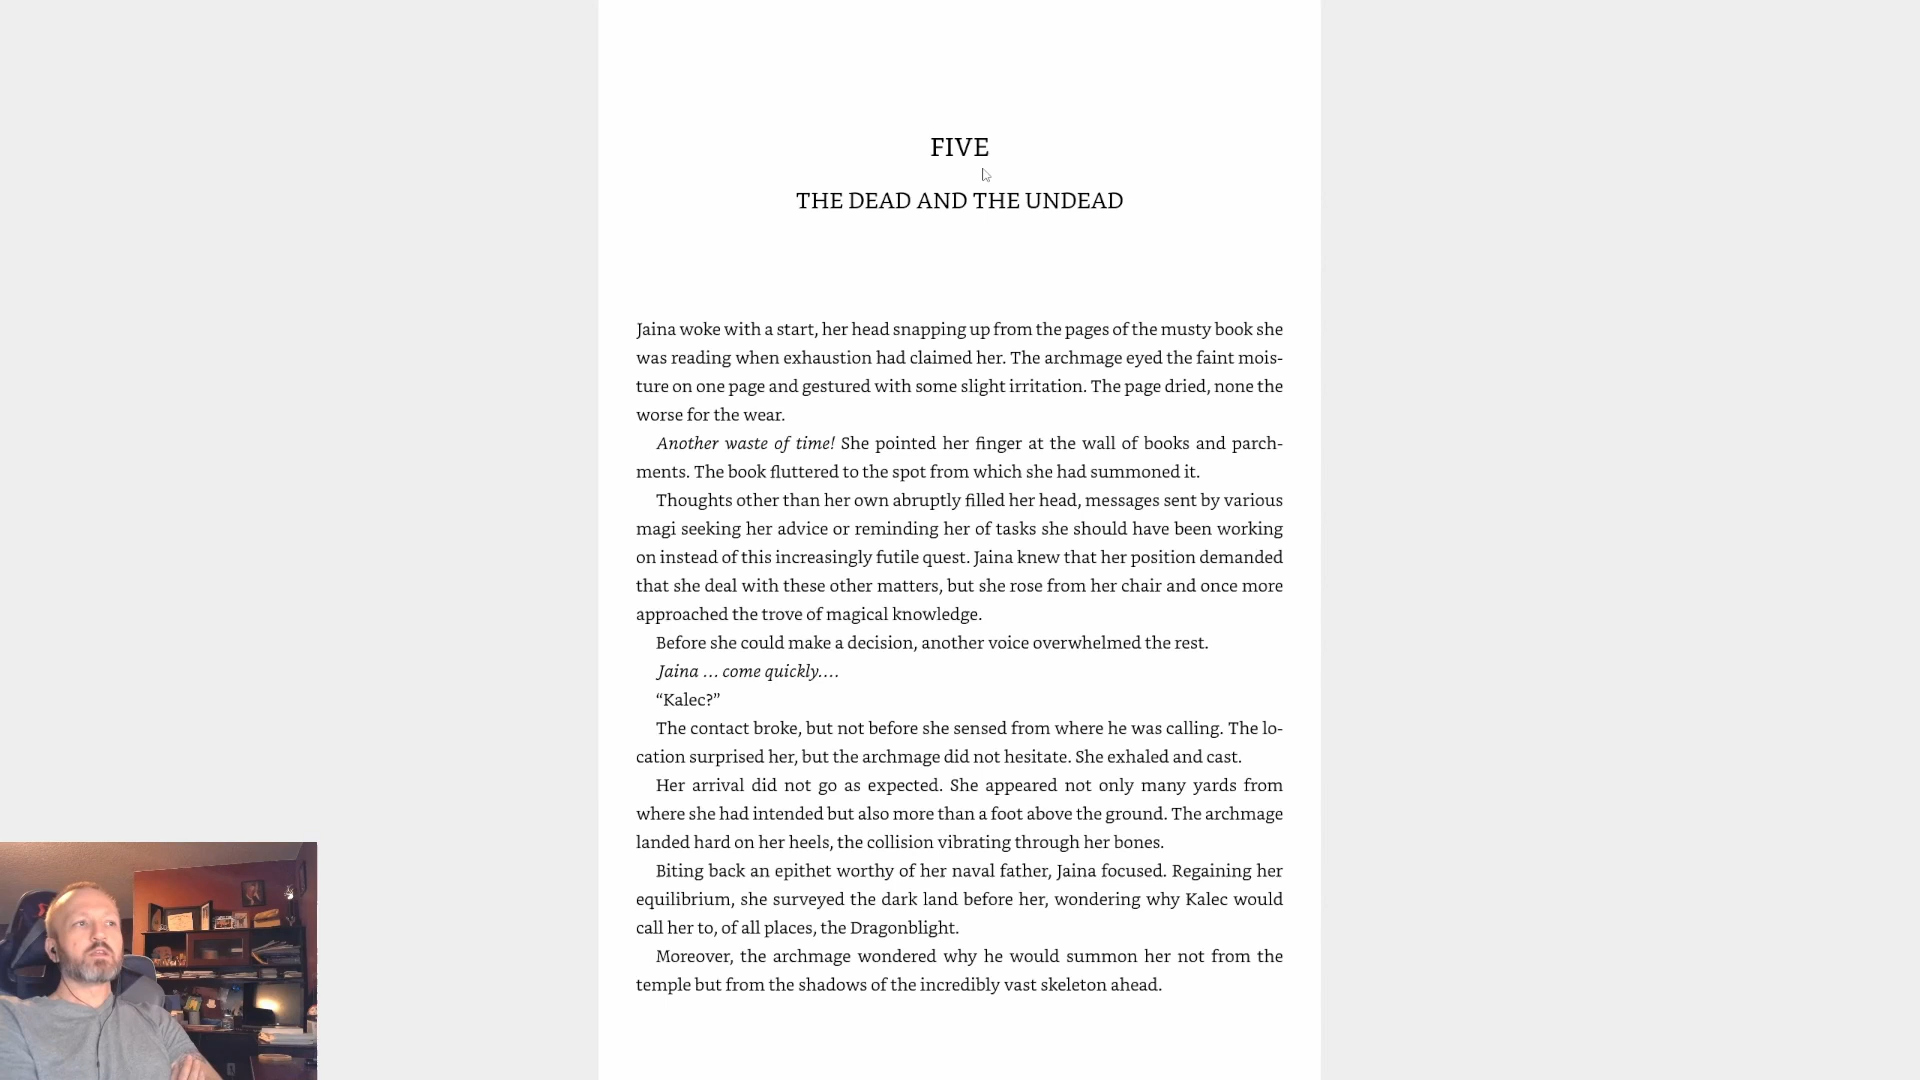 FIVE
THE DEAD AND THE UNDEAD
Jaina woke with a start, her head snapping up from the pages of the musty book she
was reading when exhaustion had claimed her. The archmage eyed the faint mois-
ture on one page and gestured with some slight irritation. The page dried, none the
worse for the wear.
Another waste of time! She pointed her finger at the wall of books and parch-
ments. The book fluttered to the spot from which she had summoned it.
Thoughts other than her own abruptly filled her head, messages sent by various
magi seeking her advice or reminding her of tasks she should have been working
on instead of this increasingly futile quest. Jaina knew that her position demanded
that she deal with these other matters, but she rose from her chair and once more
approached the trove of magical knowledge.
Before she could make a decision, another voice overwhelmed the rest.
Jaina … come quickly.…
“Kalec?”
The contact broke, but not before she sensed from where he was calling. The lo-
cation surprised her, but the archmage did not hesitate. She exhaled and cast.
Her arrival did not go as expected. She appeared not only many yards from
where she had intended but also more than a foot above the ground. The archmage
landed hard on her heels, the collision vibrating through her bones.
Biting back an epithet worthy of her naval father, Jaina focused. Regaining her
equilibrium, she surveyed the dark land before her, wondering why Kalec would
call her to, of all places, the Dragonblight.
Moreover, the archmage wondered why he would summon her not from the
temple but from the shadows of the incredibly vast skeleton ahead.